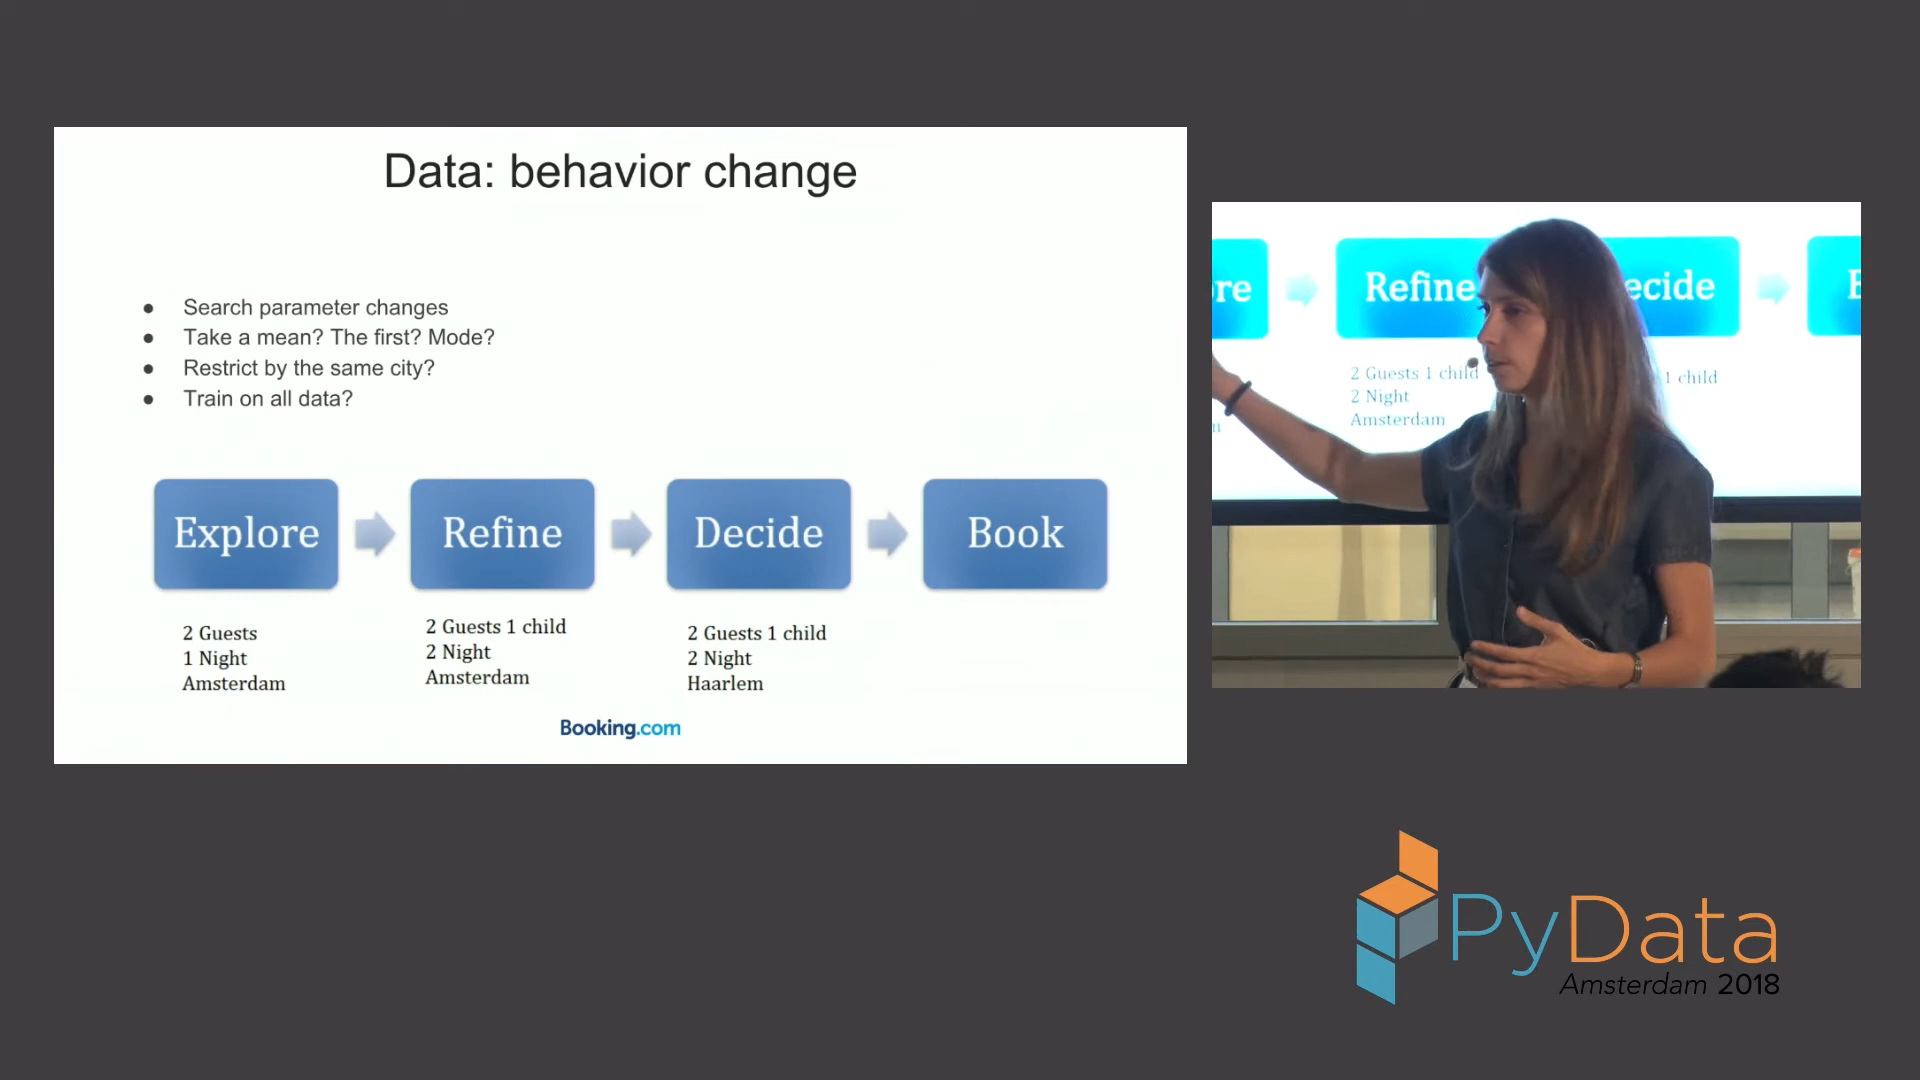 Data: behavior change
● Search parameter changes
● Take a mean? The first? Mode?
● Restrict by the same city?
● Train on all data?
Explore
Refine
Decide
Book
2 Guests
1 Night
Amsterdam
2 Guests 1 child
2 Night
Amsterdam
2 Guests 1 child
2 Night
Haarlem
Booking.com
re
Refine
ecide
2 Guests 1 child
2 Night
Amsterdam
1 child
PyData
Amsterdam 2018